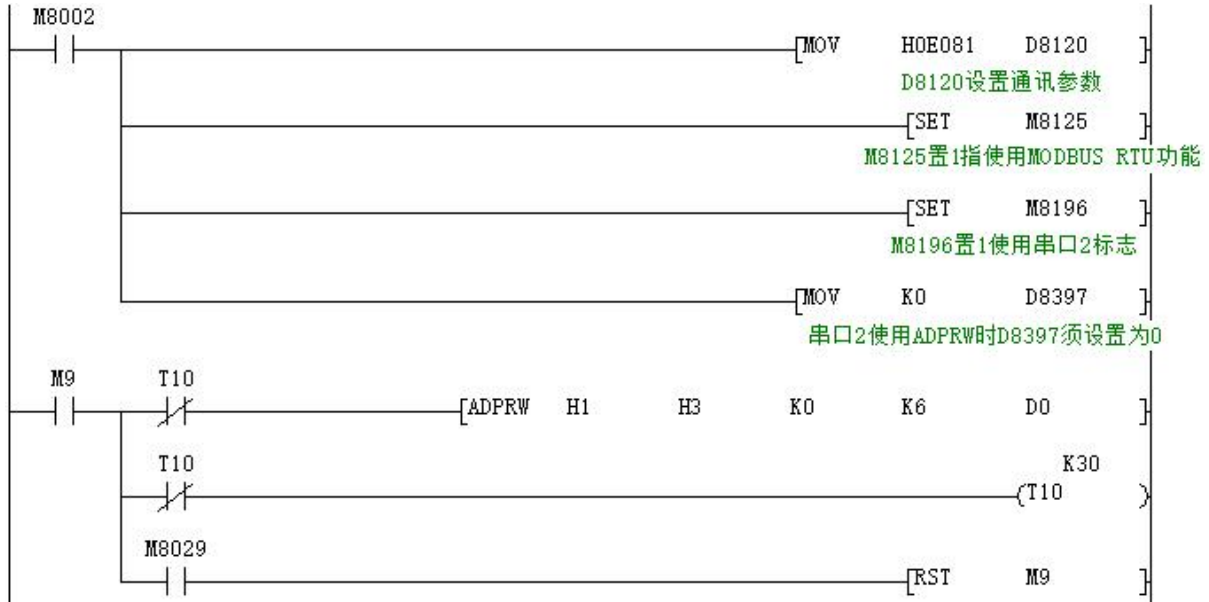 M8002
MOV H0E081 D8120
D8120设置通讯参数
SET M8125
M8125置1指使用MODBUS RTU功能
SET M8196
M8196置1使用串口2标志
MOV K0 D8397
串口2使用ADPRW时D8397须设置为0
M9 T10
ADPRW H1 H3 K0 K6 D0
T10 K30
T10
M8029
RST M9